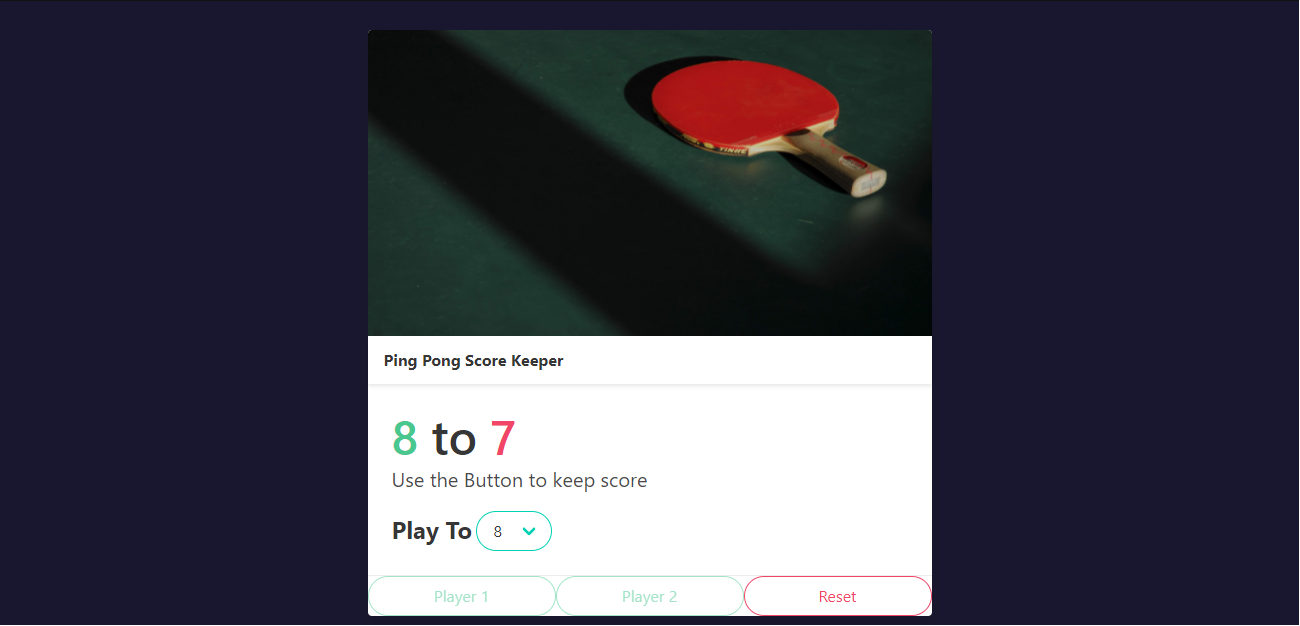 YINHE
Ping Pong Score Keeper
8 to 7
Use the Button to keep score
Play To 8
Player 1 Player 2 Reset